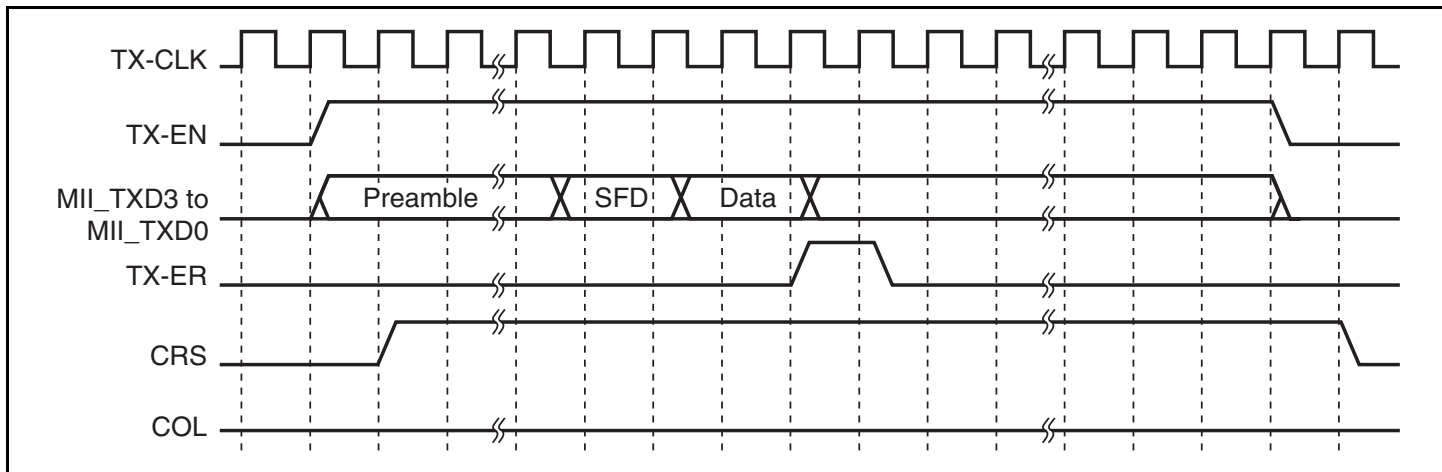 TX-CLK
TX-EN
MII_TXD3 to
MII_TXD0
Preamble
SFD
Data
TX-ER
CRS
COL